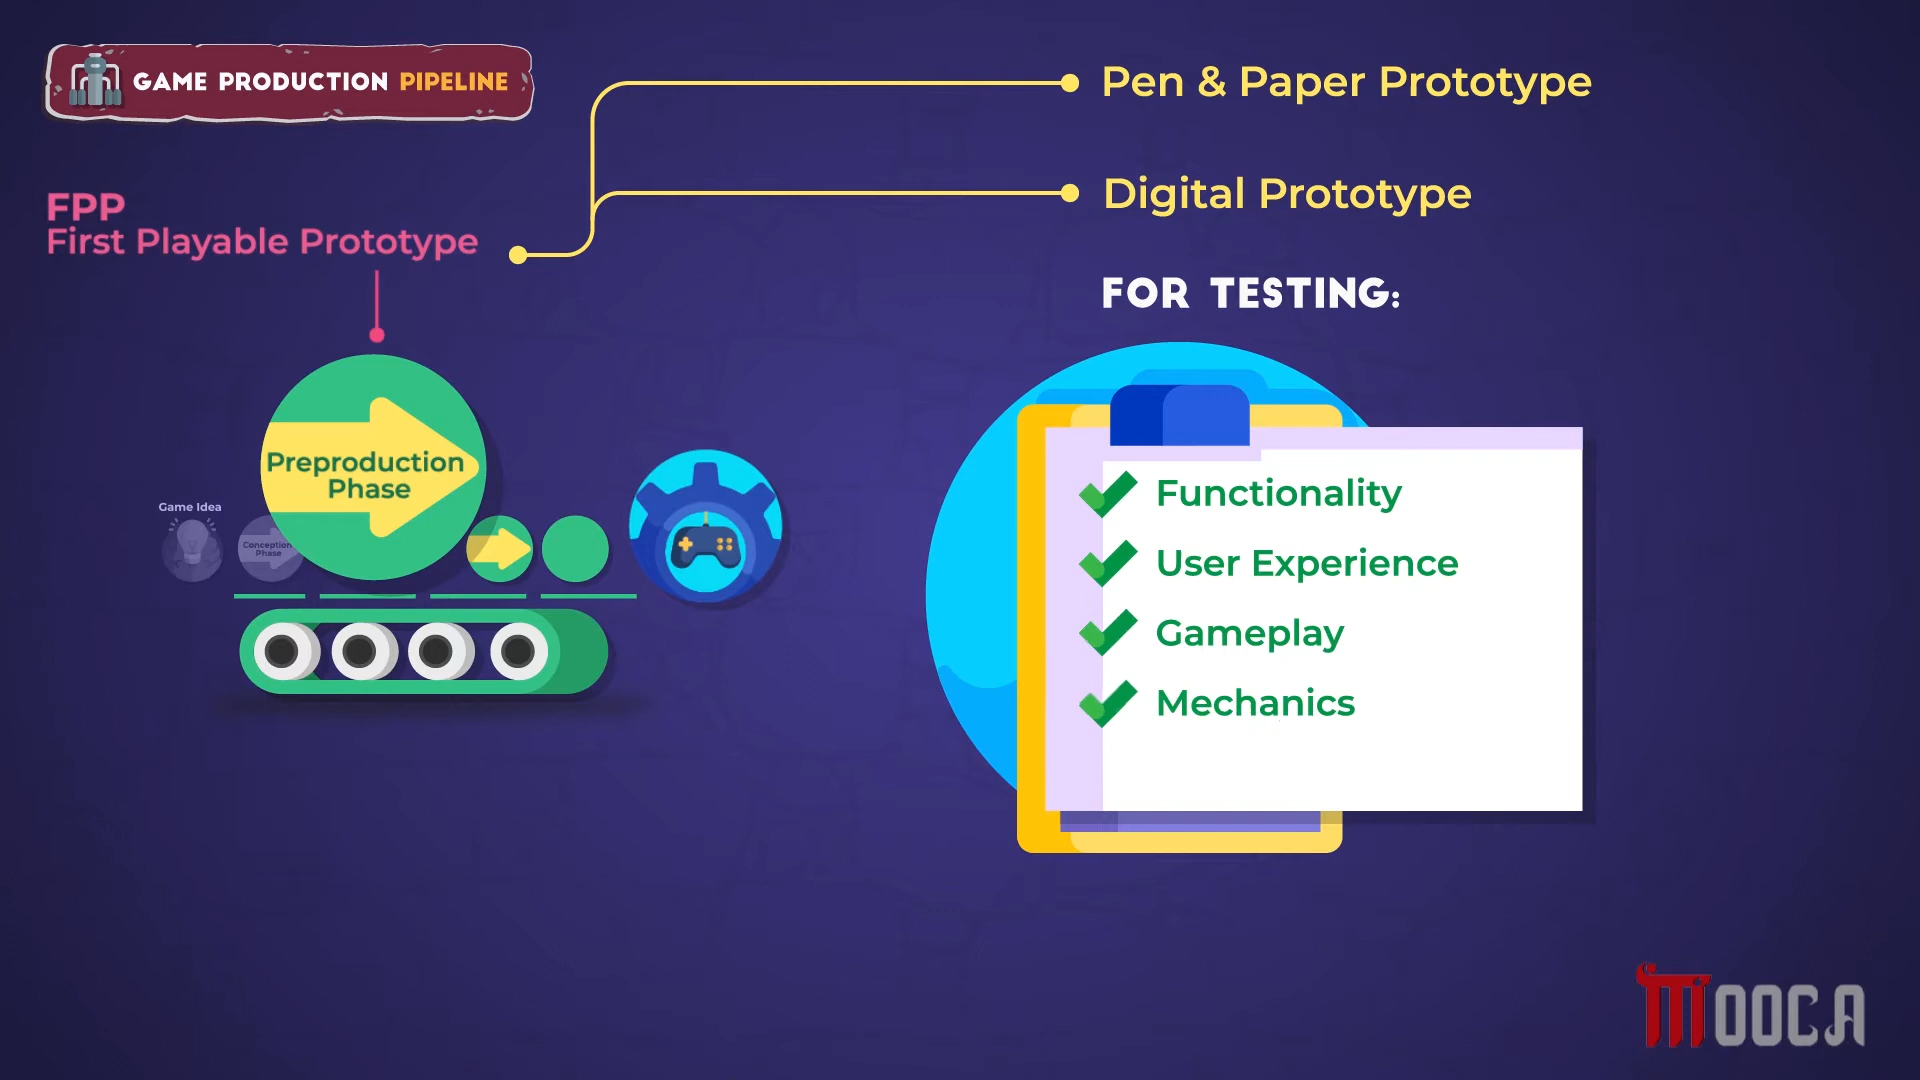 GAME PRODUCTION PIPELINE
FPP
First Playable Prototype
Pen & Paper Prototype
Digital Prototype
FOR TESTING:
Functionality
User Experience
Gameplay
Mechanics
Preproduction
Phase
Game Idea
Conception
Phase
MOOCA